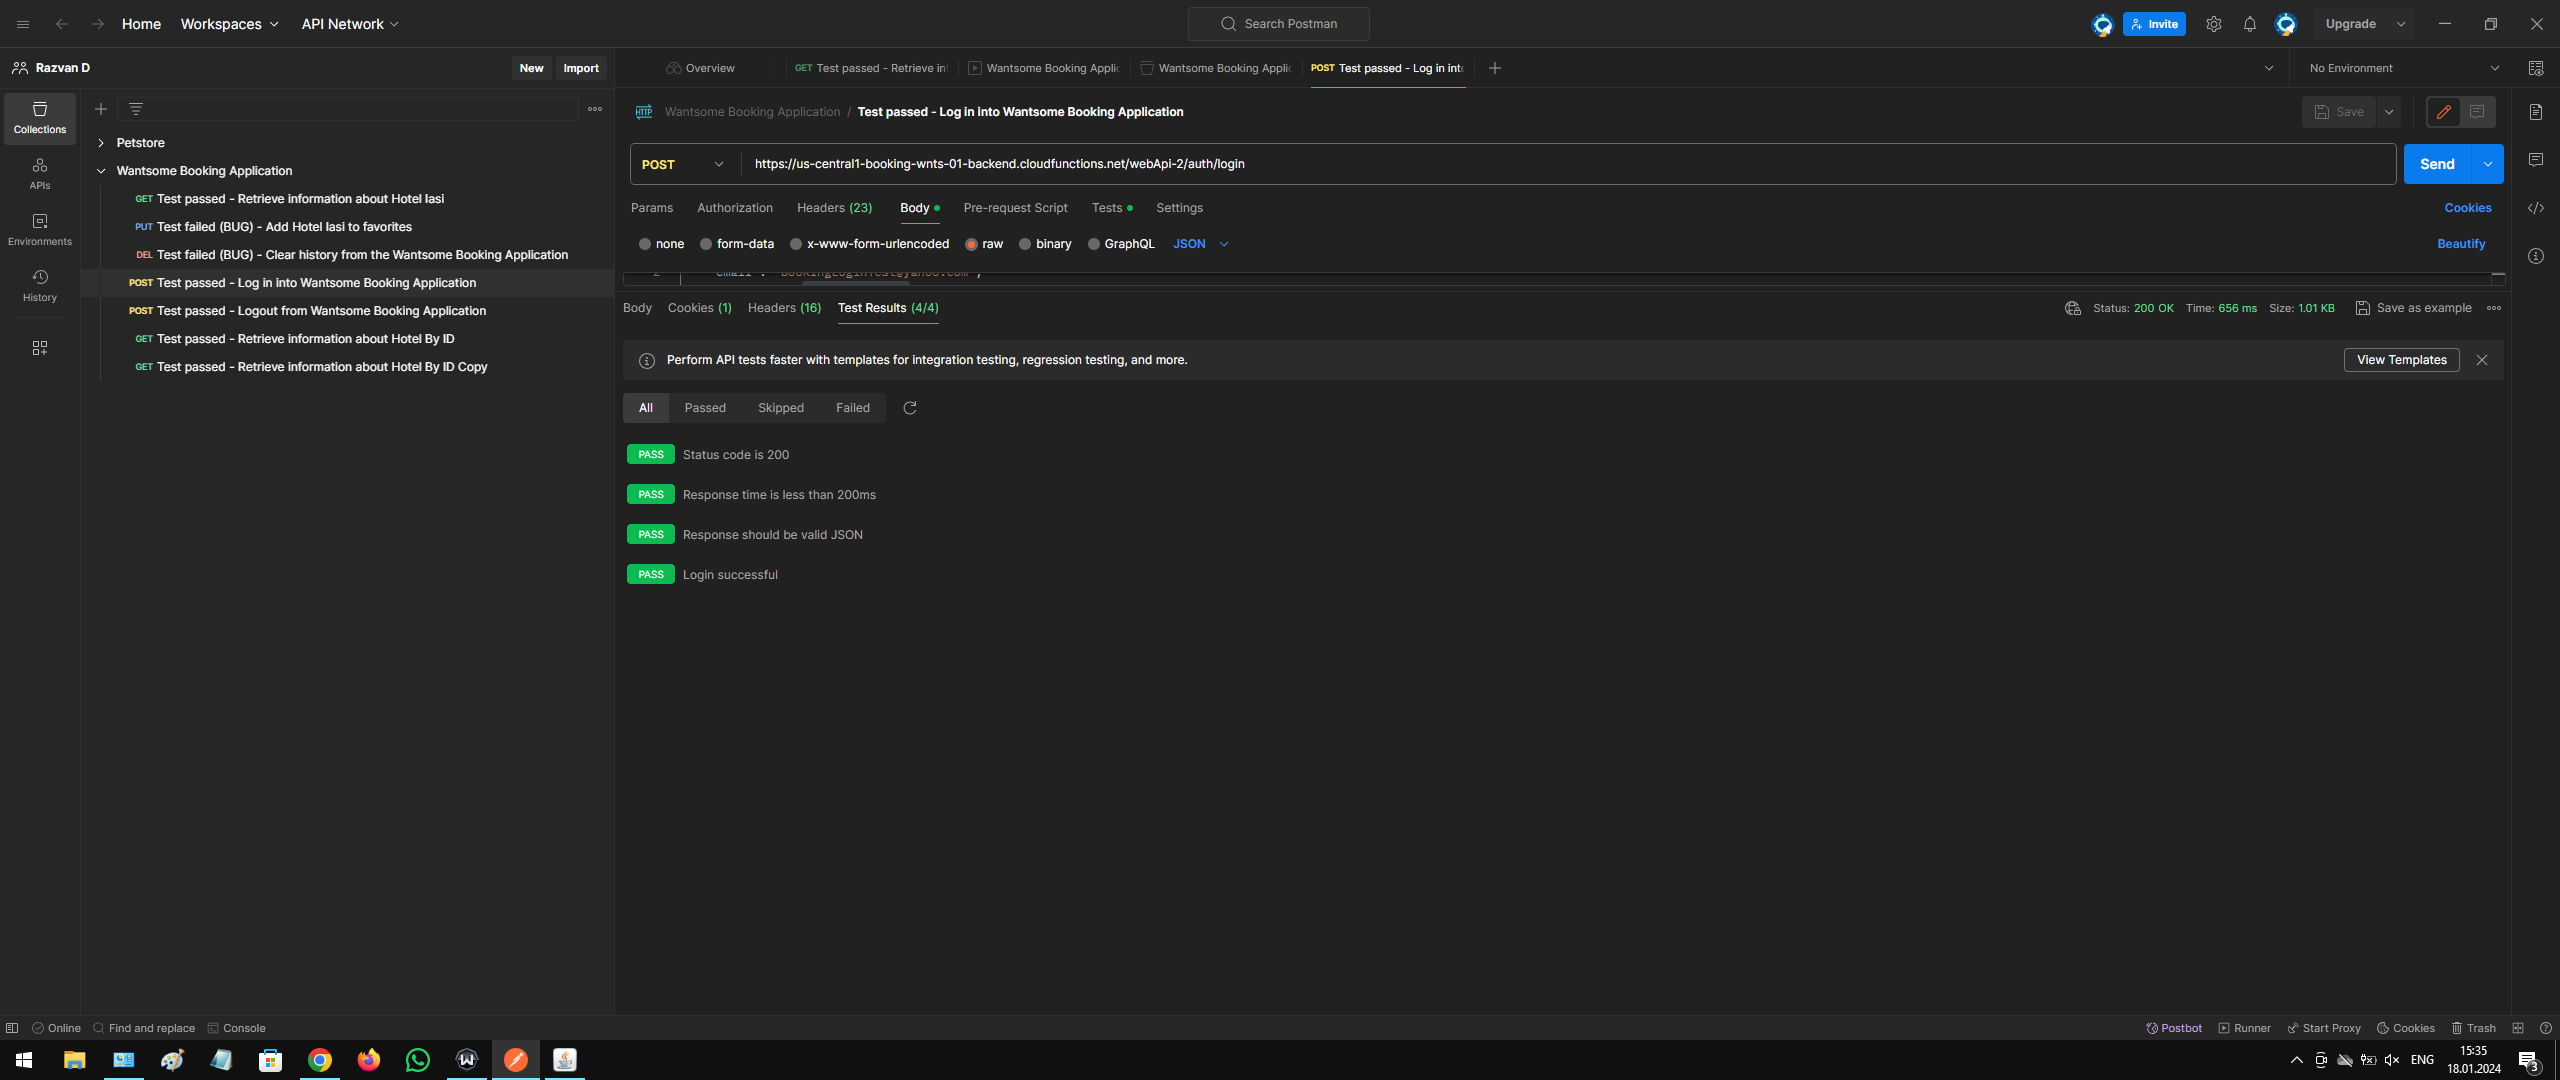 Home Workspaces API Network Search Postman Invite Upgrade
Razvan D New Import Overview GET Test passed - Retrieve in Wantsome Booking Applic Wantsome Booking Applic POST Test passed - Log in int No Environment
Collections
APIs
Environments
History
Petstore
Wantsome Booking Application
GET Test passed - Retrieve information about Hotel Iasi
PUT Test failed (BUG) - Add Hotel Iasi to favorites
DEL Test failed (BUG) - Clear history from the Wantsome Booking Application
POST Test passed - Log in into Wantsome Booking Application
POST Test passed - Logout from Wantsome Booking Application
GET Test passed - Retrieve information about Hotel By ID
GET Test passed - Retrieve information about Hotel By ID Copy
HTTP Wantsome Booking Application / Test passed - Log in into Wantsome Booking Application Save
POST https://us-central1-booking-wnts-01-backend.cloudfunctions.net/webApi-2/auth/login Send
Params Authorization Headers (23) Body Pre-request Script Tests Settings Cookies
none form-data x-www-form-urlencoded raw binary GraphQL JSON Beautify
Body Cookies (1) Headers (16) Test Results (4/4) Status: 200 OK Time: 656 ms Size: 1.01 KB Save as example
Perform API tests faster with templates for integration testing, regression testing, and more. View Templates
All Passed Skipped Failed
PASS Status code is 200
PASS Response time is less than 200ms
PASS Response should be valid JSON
PASS Login successful
Online Find and replace Console Postbot Runner Start Proxy Cookies Trash
ENG 15:35
18.01.2024 3